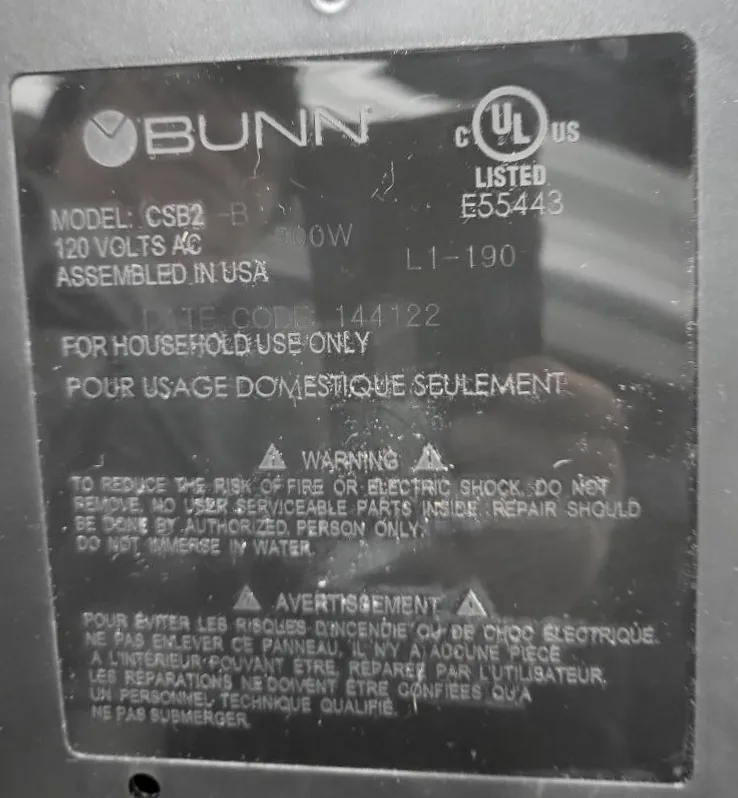 BUNN
C UL US
LISTED
E55443
MODEL: CSB2 -B
120 VOLTS AC
L1-190
ASSEMBLED IN USA
DATE CODE: 144122
FOR HOUSEHOLD USE ONLY
POUR USAGE DOMESTIQUE SEULEMENT
WARNING
TO REDUCE THE RISK OF FIRE OR ELECTRIC SHOCK, DO NOT
REMOVE. NO USER SERVICEABLE PARTS INSIDE. REPAIR SHOULD
BE DONE BY AUTHORIZED PERSON ONLY.
DO NOT IMMERSE IN WATER.
AVERTISSEMENT
POUR ÉVITER LES RISQUES D'INCENDIE OU DE CHOC ÉLECTRIQUE.
NE PAS ENLEVER CE PANNEAU, IL N'Y A AUCUNE PIÈCE
A L'INTÉRIEUR POUVANT ETRE RÉPARÉE PAR L'UTILISATEUR.
LES RÉPARATIONS NE DOIVENT ÊTRE CONFIÉES QU'A
UN PERSONNEL TECHNIQUE QUALIFIÉ.
NE PAS SUBMERGER